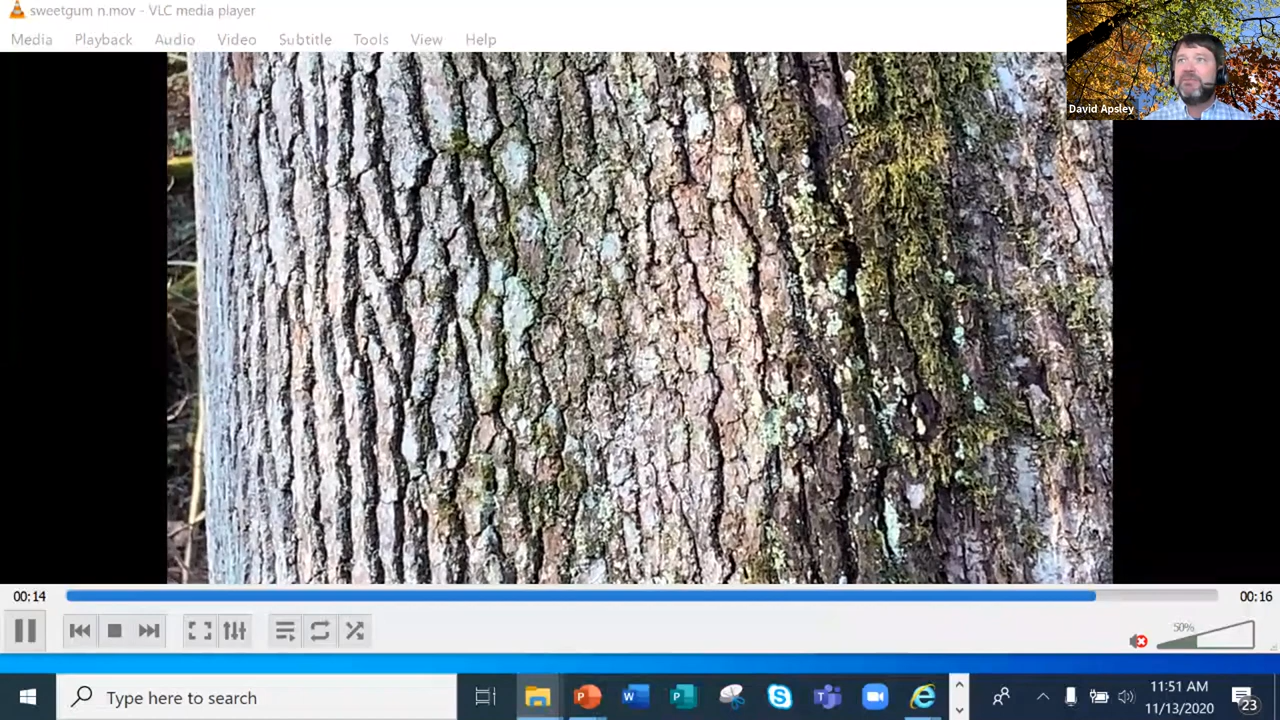 sweetgum n.mov - VLC media player
Media Playback Audio Video Subtitle Tools View Help
David Apsley
00:14
00:16
50%
Type here to search
11:51 AM
11/13/2020
23